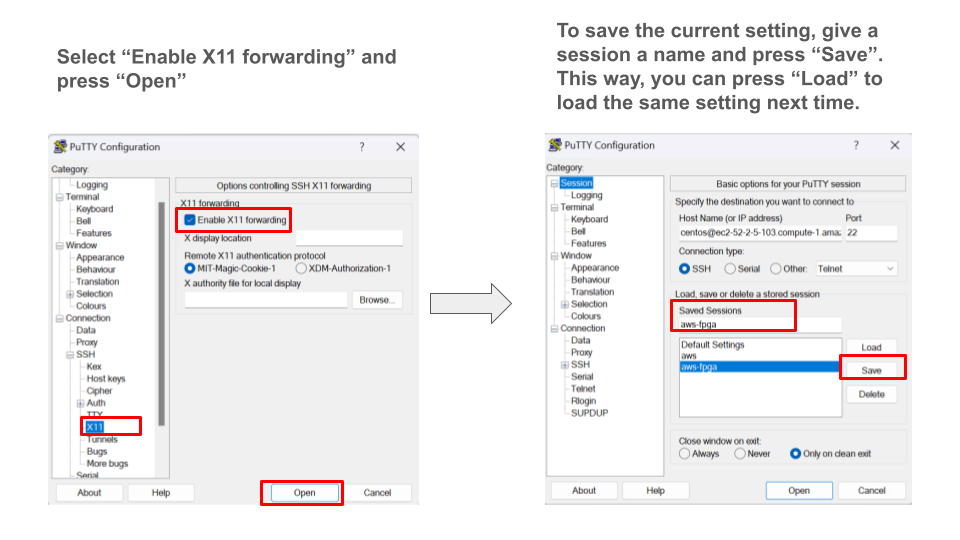 Select “Enable X11 forwarding” and
press “Open”
To save the current setting, give a
session a name and press “Save”.
This way, you can press “Load” to
load the same setting next time.
PuTTY Configuration
?
Category:
Logging
Terminal
Keyboard
Bell
Features
Window
Appearance
Behaviour
Translation
Selection
Colours
Connection
Data
Proxy
SSH
Kex
Host keys
Cipher
Auth
TTY
X11
Tunnels
Bugs
More bugs
Serial
Options controlling SSH X11 forwarding
X11 forwarding
Enable X11 forwarding
X display location
Remote X11 authentication protocol
MIT-Magic-Cookie-1 XDM-Authorization-1
X authority file for local display
Browse...
About Help Open Cancel
PuTTY Configuration
?
Category:
Session
Logging
Terminal
Keyboard
Bell
Features
Window
Appearance
Behaviour
Translation
Selection
Colours
Connection
Data
Proxy
SSH
Serial
Telnet
Rlogin
SUPDUP
Basic options for your PuTTY session
Specify the destination you want to connect to
Host Name (or IP address) Port
centos@ec2-52-2-5-103.compute-1.ama: 22
Connection type:
SSH Serial Other: Telnet
Load, save or delete a stored session
Saved Sessions
aws-fpga
Default Settings
aws
aws-fpga
Load
Save
Delete
Close window on exit:
Always Never Only on clean exit
About Help Open Cancel